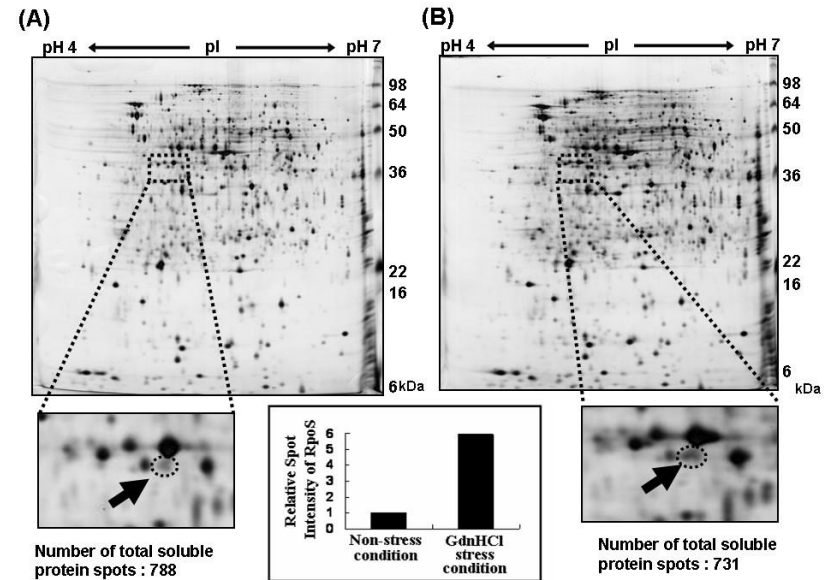 (A)
pH 4 pI pH 7
98
64
50
36
22
16
6kDa
(B)
pH 4 pI pH 7
98
64
50
36
22
16
6
kDa
Number of total soluble
protein spots : 788
Relative Spot
Intensity of RpoS
6
5
4
3
2
1
0
Non-stress
condition
GdnHCl
stress
condition
Number of total soluble
protein spots : 731